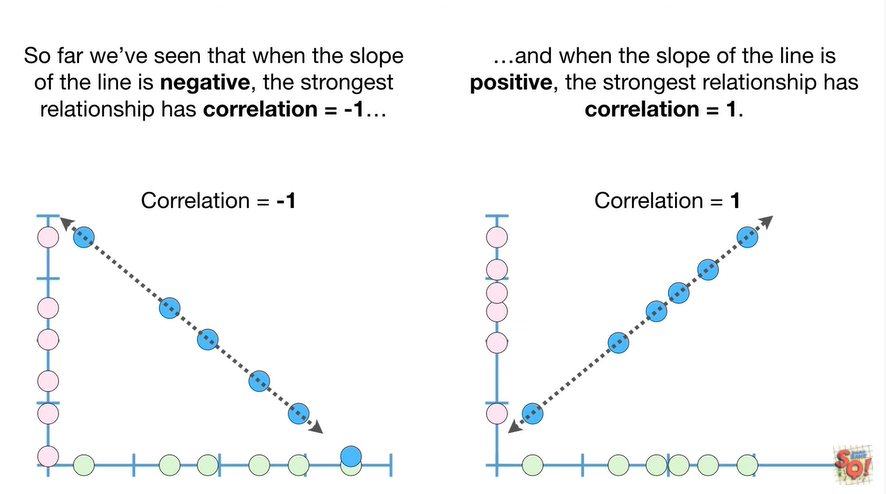 So far we've seen that when the slope
of the line is negative, the strongest
relationship has correlation = -1…
…and when the slope of the line is
positive, the strongest relationship has
correlation = 1.
Correlation = -1
Correlation = 1
SQ!